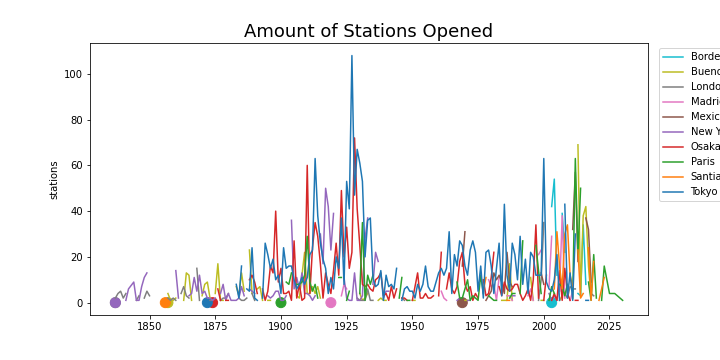 Amount of Stations Opened
100
80
60
40
20
0
stations
1850
1875
1900
1925
1950
1975
2000
2025
Borde
Bueno
Londo
Madri
Mexic
New Y
Osaka
Paris
Santia
Tokyo